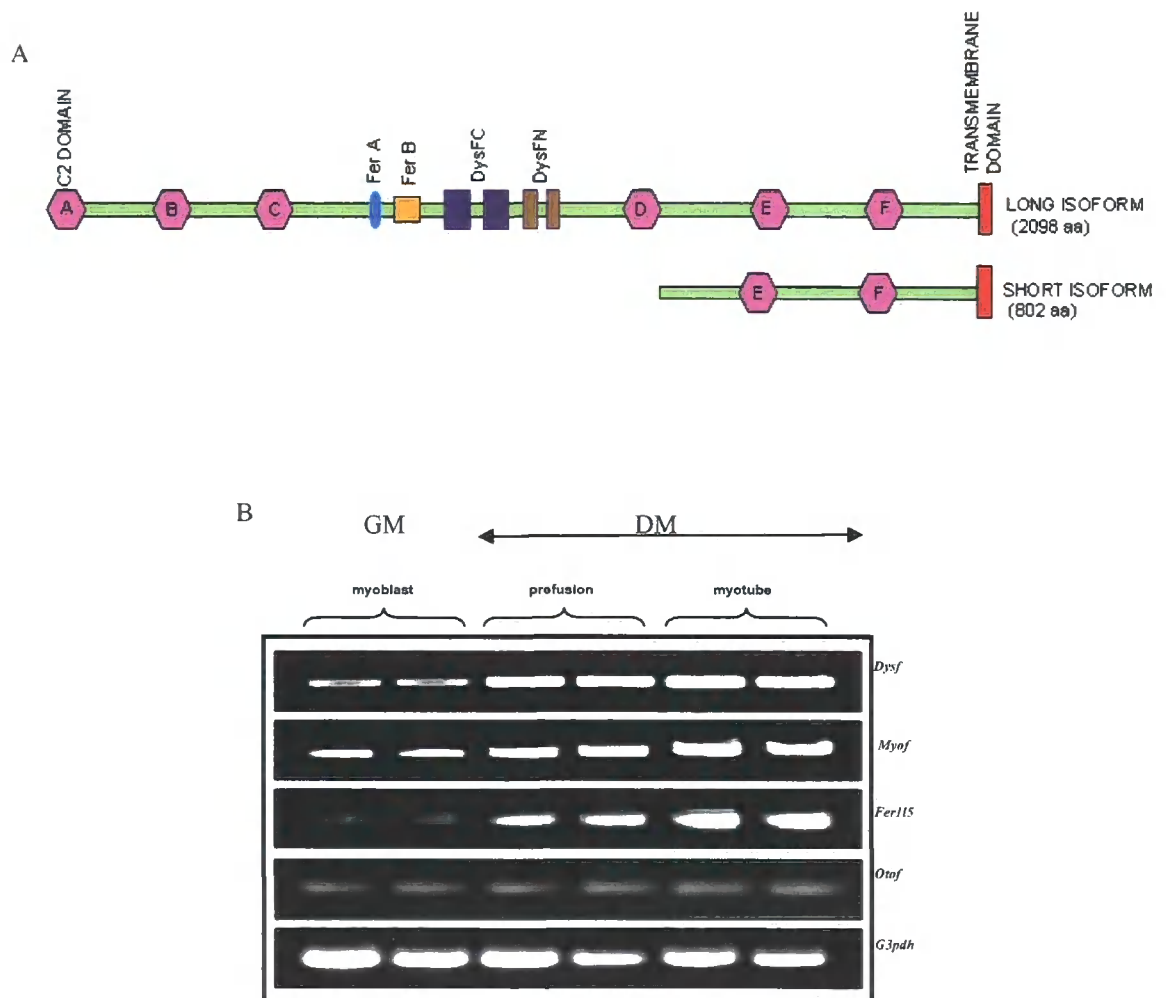 A
C2 DOMAIN
Fer A
Fer B
DysFC
DysFN
TRANSMEMBRANE
DOMAIN
A
B
C
D
E
F
LONG ISOFORM
(2098 aa)
E
F
SHORT ISOFORM
(802 aa)
B
GM
DM
myoblast
prefusion
myotube
Dysf
Myof
Fer1l5
Otof
G3pdh